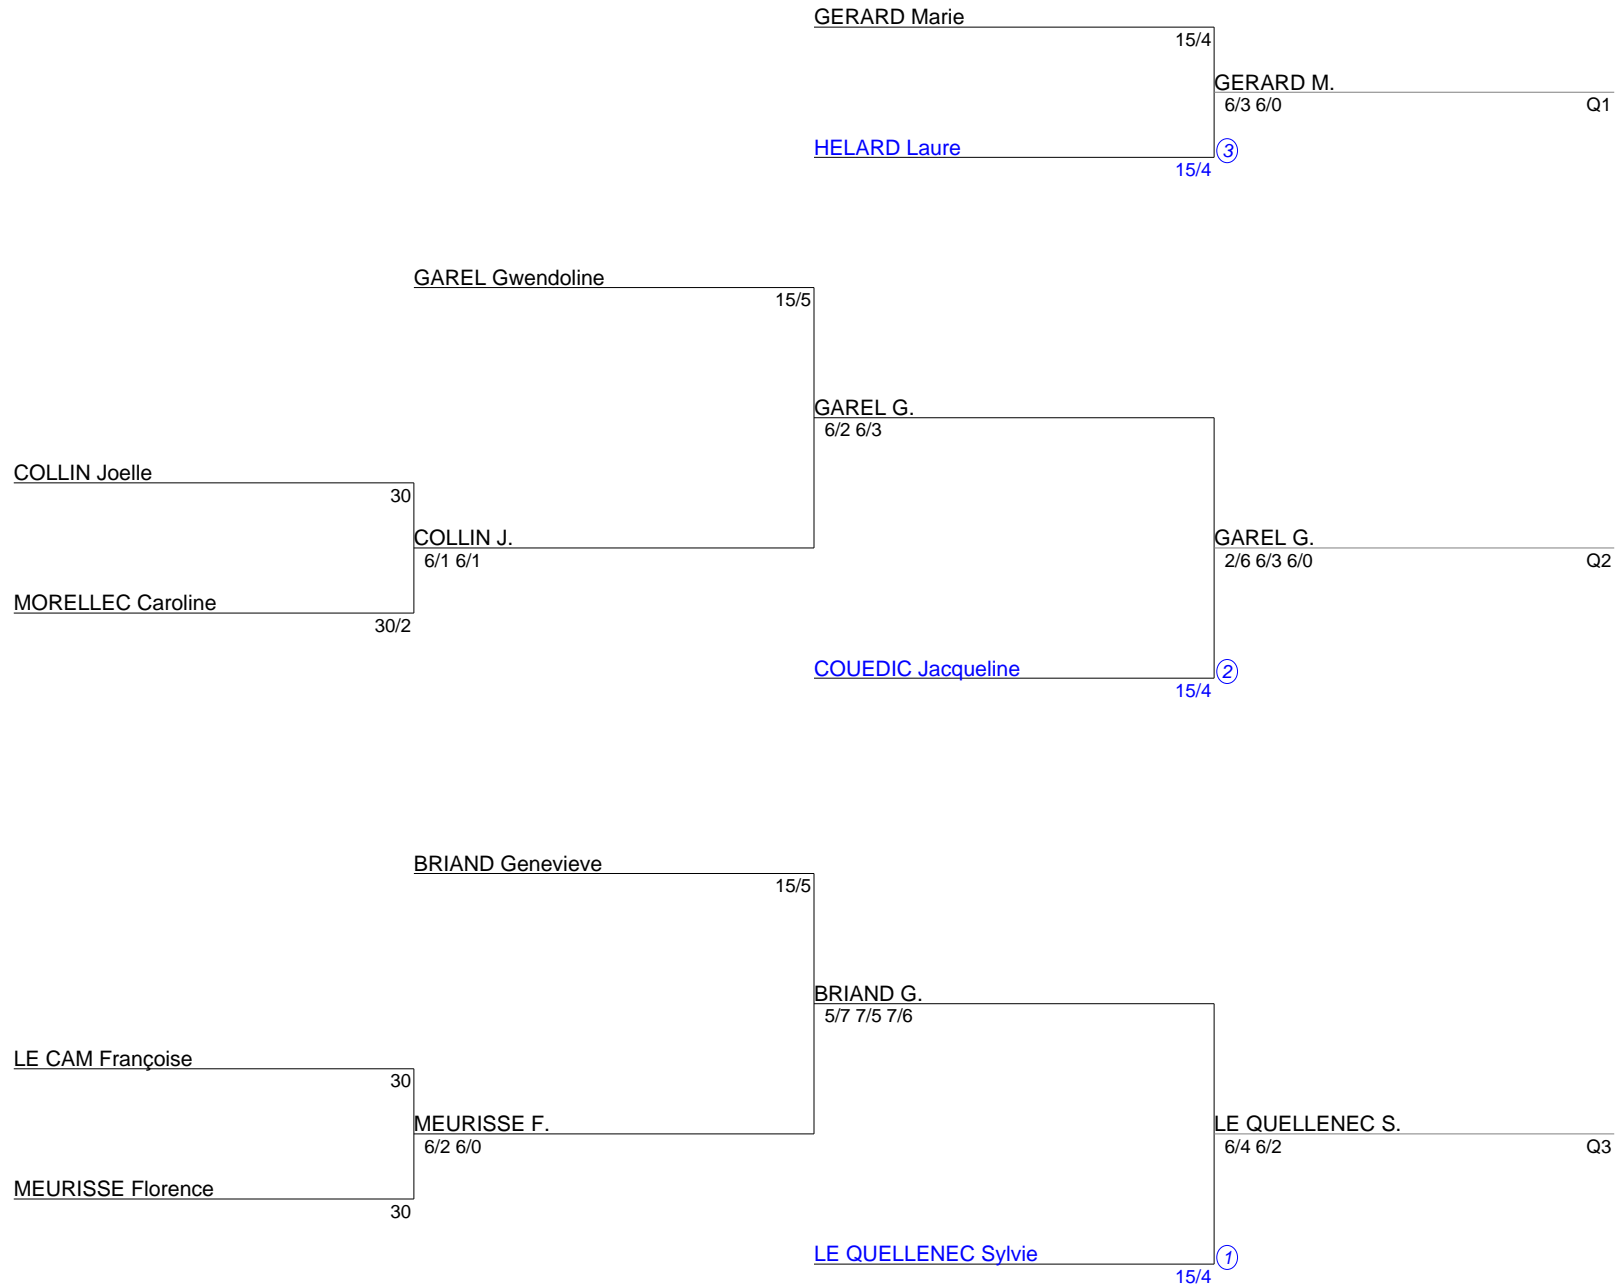 GERARD Marie
15/4
GERARD M.
6/3 6/0
Q1
HELARD Laure
3
15/4
GAREL Gwendoline
15/5
GAREL G.
6/2 6/3
COLLIN Joelle
30
COLLIN J.
6/1 6/1
GAREL G.
2/6 6/3 6/0
Q2
MORELLEC Caroline
30/2
COUEDIC Jacqueline
2
15/4
BRIAND Genevieve
15/5
BRIAND G.
5/7 7/5 7/6
LE CAM Françoise
30
MEURISSE F.
6/2 6/0
LE QUELLENEC S.
6/4 6/2
Q3
MEURISSE Florence
30
LE QUELLENEC Sylvie
1
15/4